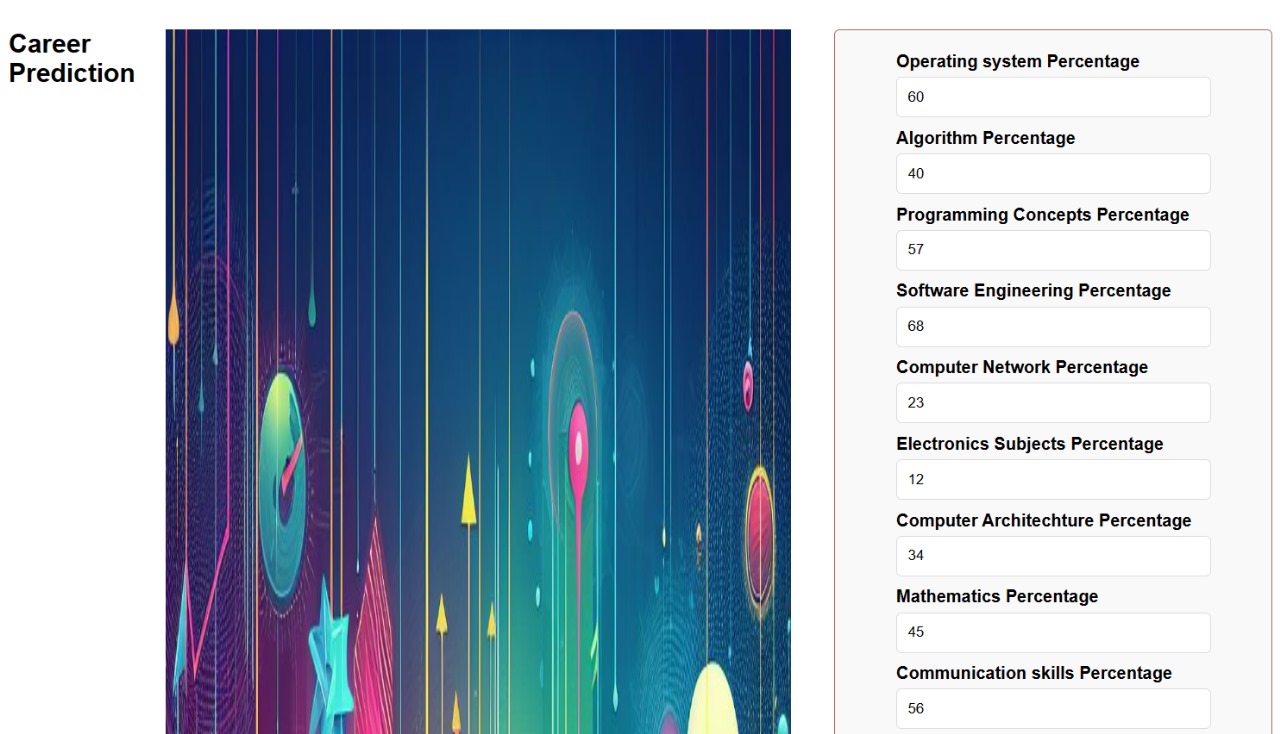 Career
Prediction
Operating system Percentage
60
Algorithm Percentage
40
Programming Concepts Percentage
57
Software Engineering Percentage
68
Computer Network Percentage
23
Electronics Subjects Percentage
12
Computer Architechture Percentage
34
Mathematics Percentage
45
Communication skills Percentage
56